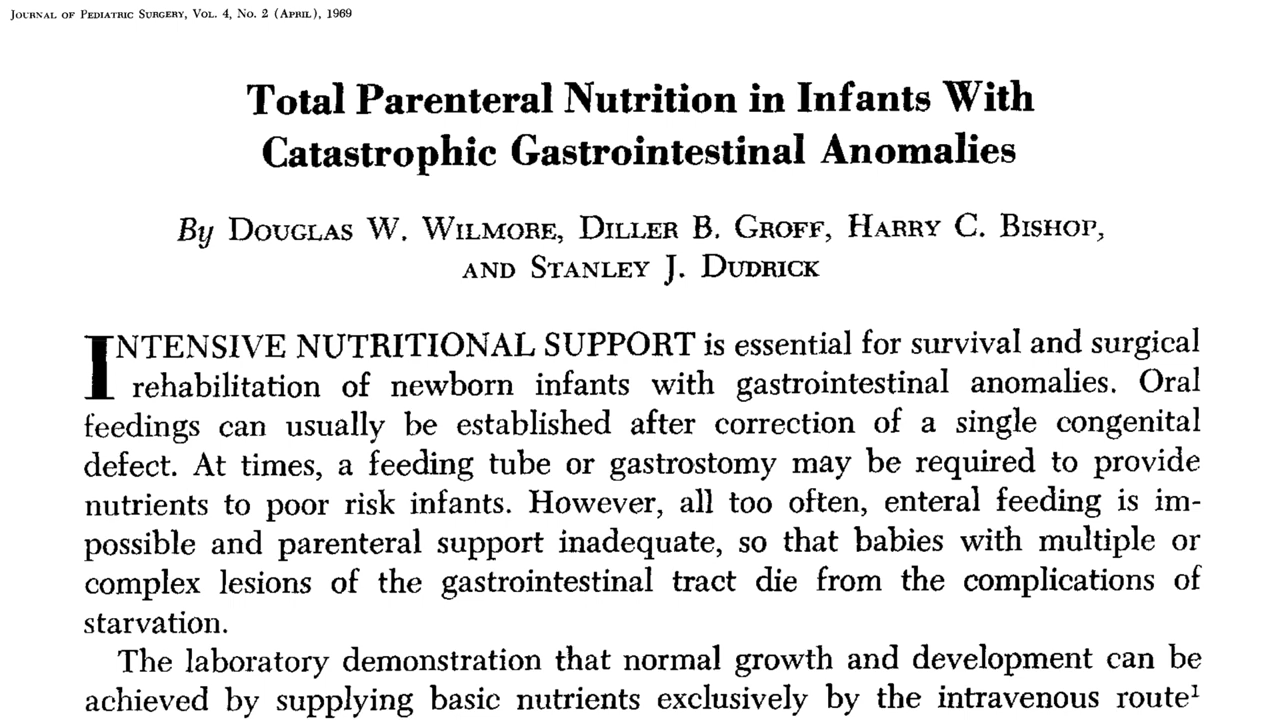 JOURNAL OF PEDIATRIC SURGERY, VOL. 4, NO. 2 (APRIL), 1969
Total Parenteral Nutrition in Infants With
Catastrophic Gastrointestinal Anomalies
By DOUGLAS W. WILMORE, DILLER B. GROFF, HARRY C. BISHOP,
AND STANLEY J. DUDRICK
INTENSIVE NUTRITIONAL SUPPORT is essential for survival and surgical
rehabilitation of newborn infants with gastrointestinal anomalies. Oral
feedings can usually be established after correction of a single congenital
defect. At times, a feeding tube or gastrostomy may be required to provide
nutrients to poor risk infants. However, all too often, enteral feeding is im-
possible and parenteral support inadequate, so that babies with multiple or
complex lesions of the gastrointestinal tract die from the complications of
starvation.
The laboratory demonstration that normal growth and development can be
achieved by supplying basic nutrients exclusively by the intravenous route¹